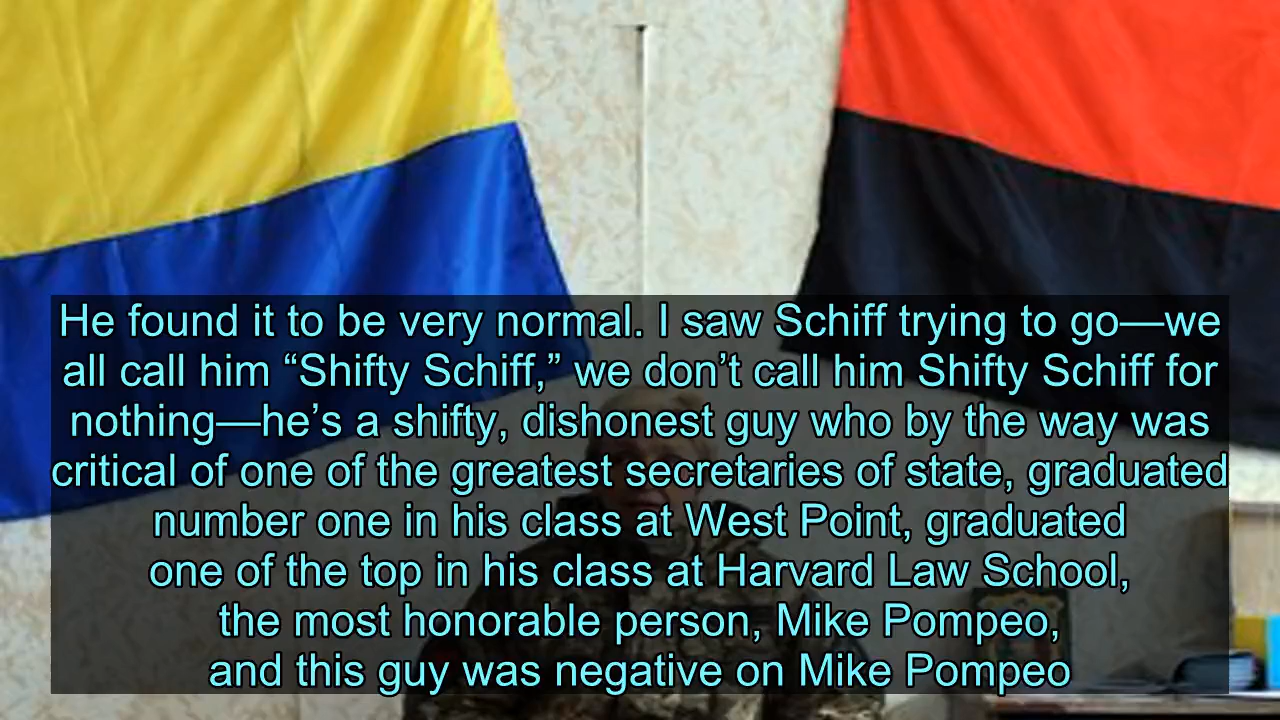 He found it to be very normal. I saw Schiff trying to go—we
all call him “Shifty Schiff,” we don’t call him Shifty Schiff for
nothing—he’s a shifty, dishonest guy who by the way was
critical of one of the greatest secretaries of state, graduated
number one in his class at West Point, graduated
one of the top in his class at Harvard Law School,
the most honorable person, Mike Pompeo,
and this guy was negative on Mike Pompeo